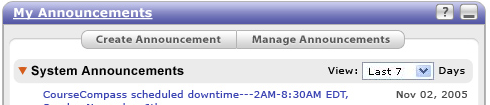 My Announcements ?
Create Announcement Manage Announcements
System Announcements View: Last 7 Days
CourseCompass scheduled downtime---2AM-8:30AM EDT, Nov 02, 2005